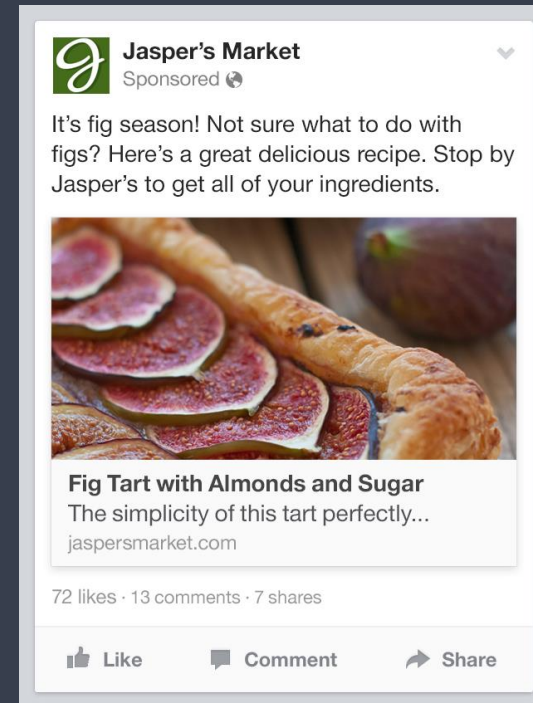 Jasper's Market
Sponsored
It's fig season! Not sure what to do with
figs? Here's a great delicious recipe. Stop by
Jasper's to get all of your ingredients.
Fig Tart with Almonds and Sugar
The simplicity of this tart perfectly...
jaspersmarket.com
72 likes · 13 comments · 7 shares
Like Comment Share